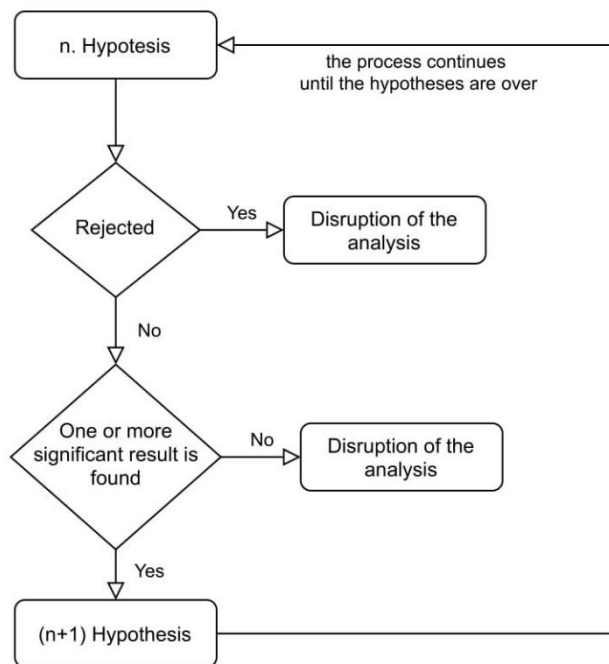 n. Hypotesis
the process continues
until the hypotheses are over
Rejected
Yes
Disruption of the
analysis
No
One or more
significant result is
found
No
Disruption of the
analysis
Yes
(n+1) Hypothesis